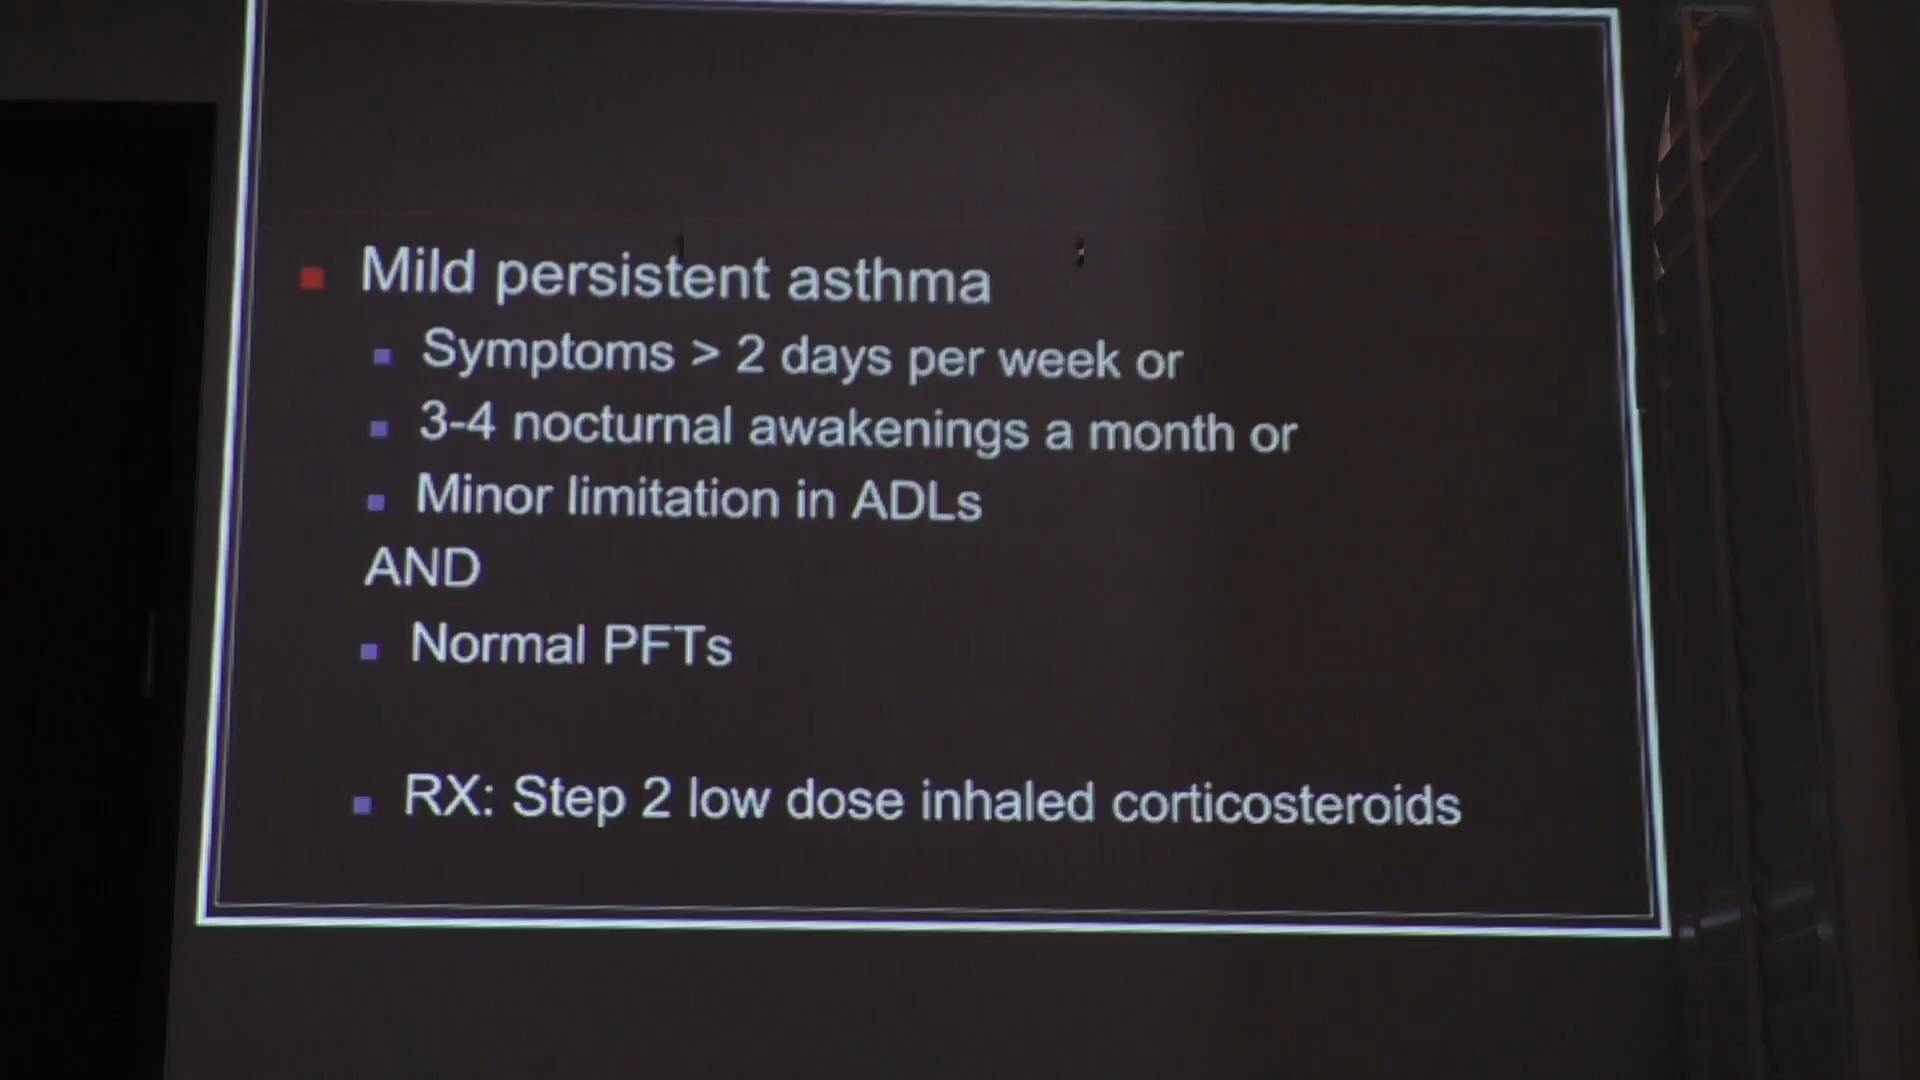 Mild persistent asthma
Symptoms > 2 days per week or
3-4 nocturnal awakenings a month or
Minor limitation in ADLs
AND
Normal PFTs
RX: Step 2 low dose inhaled corticosteroids